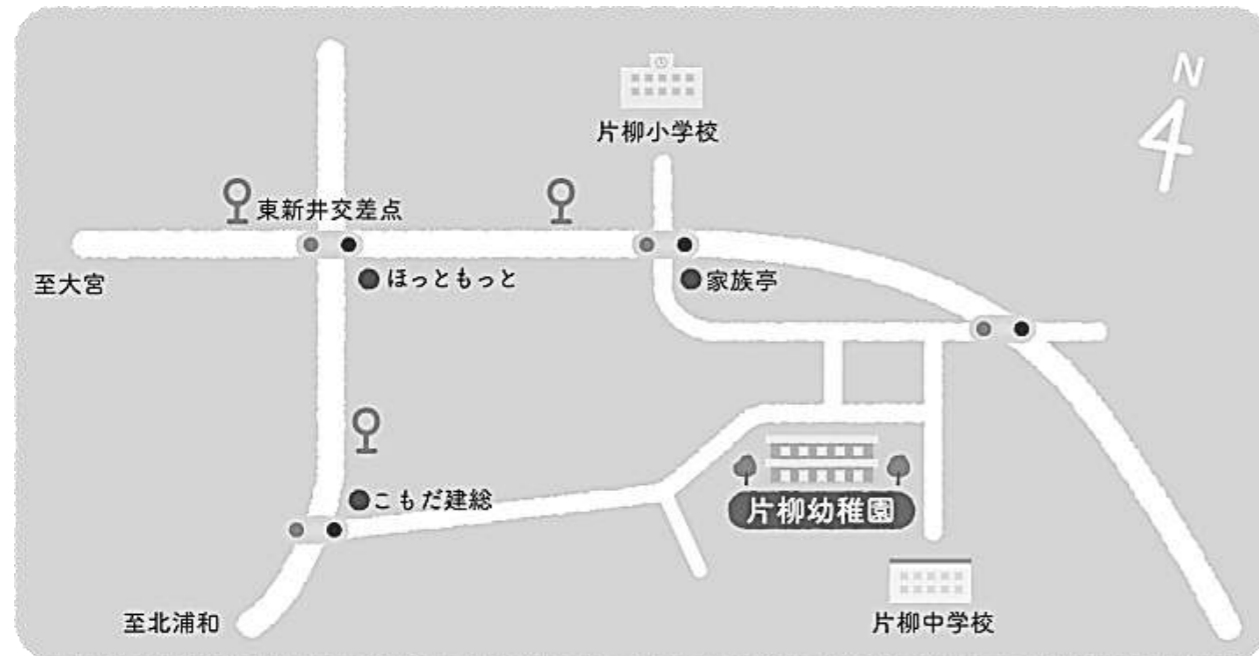 N
片柳小学校
東新井交差点
至大宮
ほっともっと
家族亭
こもだ建総
片柳幼稚園
至北浦和
片柳中学校